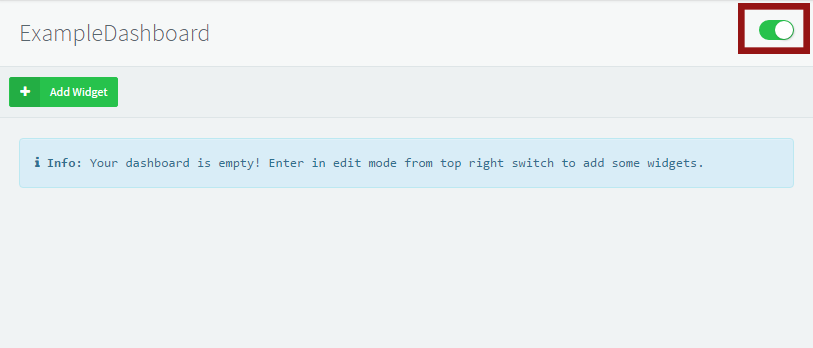 ExampleDashboard
Add Widget
Info: Your dashboard is empty! Enter in edit mode from top right switch to add some widgets.